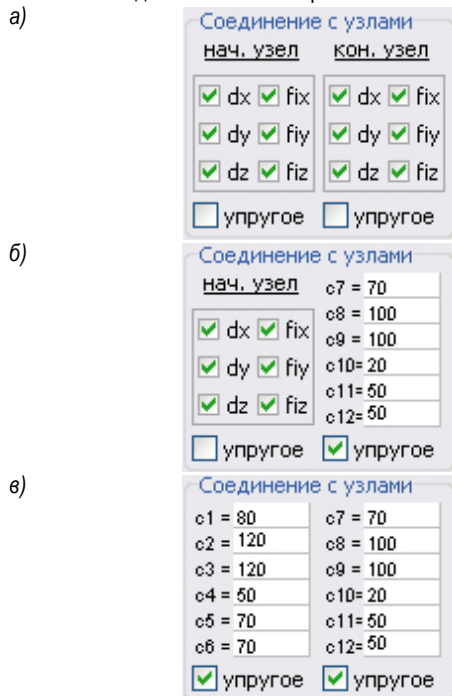 а)
Соединение с узлами
нач. узел кон. узел
dx fix dx fix
dy fiy dy fiy
dz fiz dz fiz
упругое упругое
б)
Соединение с узлами
нач. узел c7 = 70
c8 = 100
dx fix c9 = 100
dy fiy c10= 20
dz fiz c11= 50
c12= 50
упругое упругое
в)
Соединение с узлами
c1 = 80 c7 = 70
c2 = 120 c8 = 100
c3 = 120 c9 = 100
c4 = 50 c10= 20
c5 = 70 c11= 50
c6 = 70 c12= 50
упругое упругое